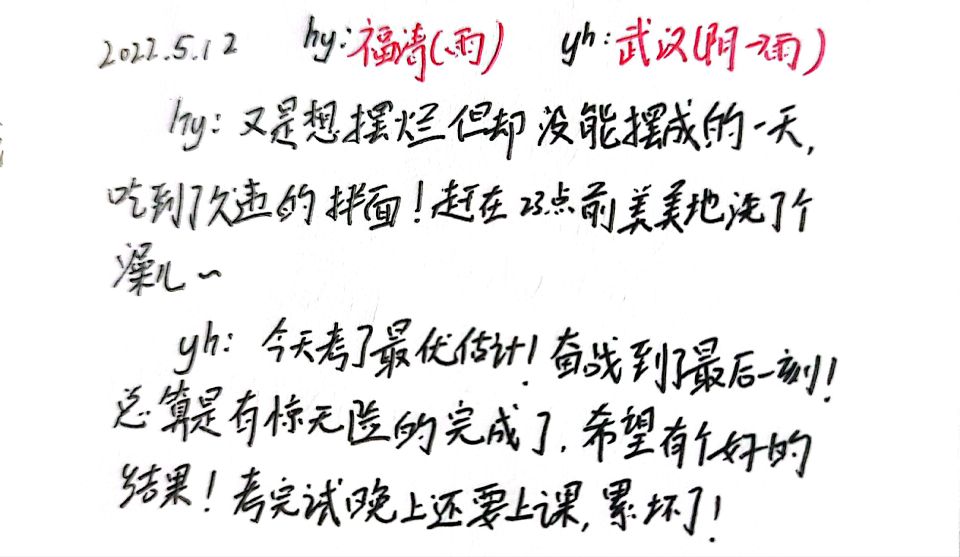 2022.5.12 hy:福清(雨) yh:武汉(阴→雨)
hy: 又是想摆烂但却没能摆成的一天,
吃到了久违的拌面!赶在23点前美美地洗了个
澡儿~
yh: 今天考了最优估计!奋战到了最后一刻!
总算是有惊无险的完成了,希望有个好的
结果!考完试晚上还要上课,累坏了!